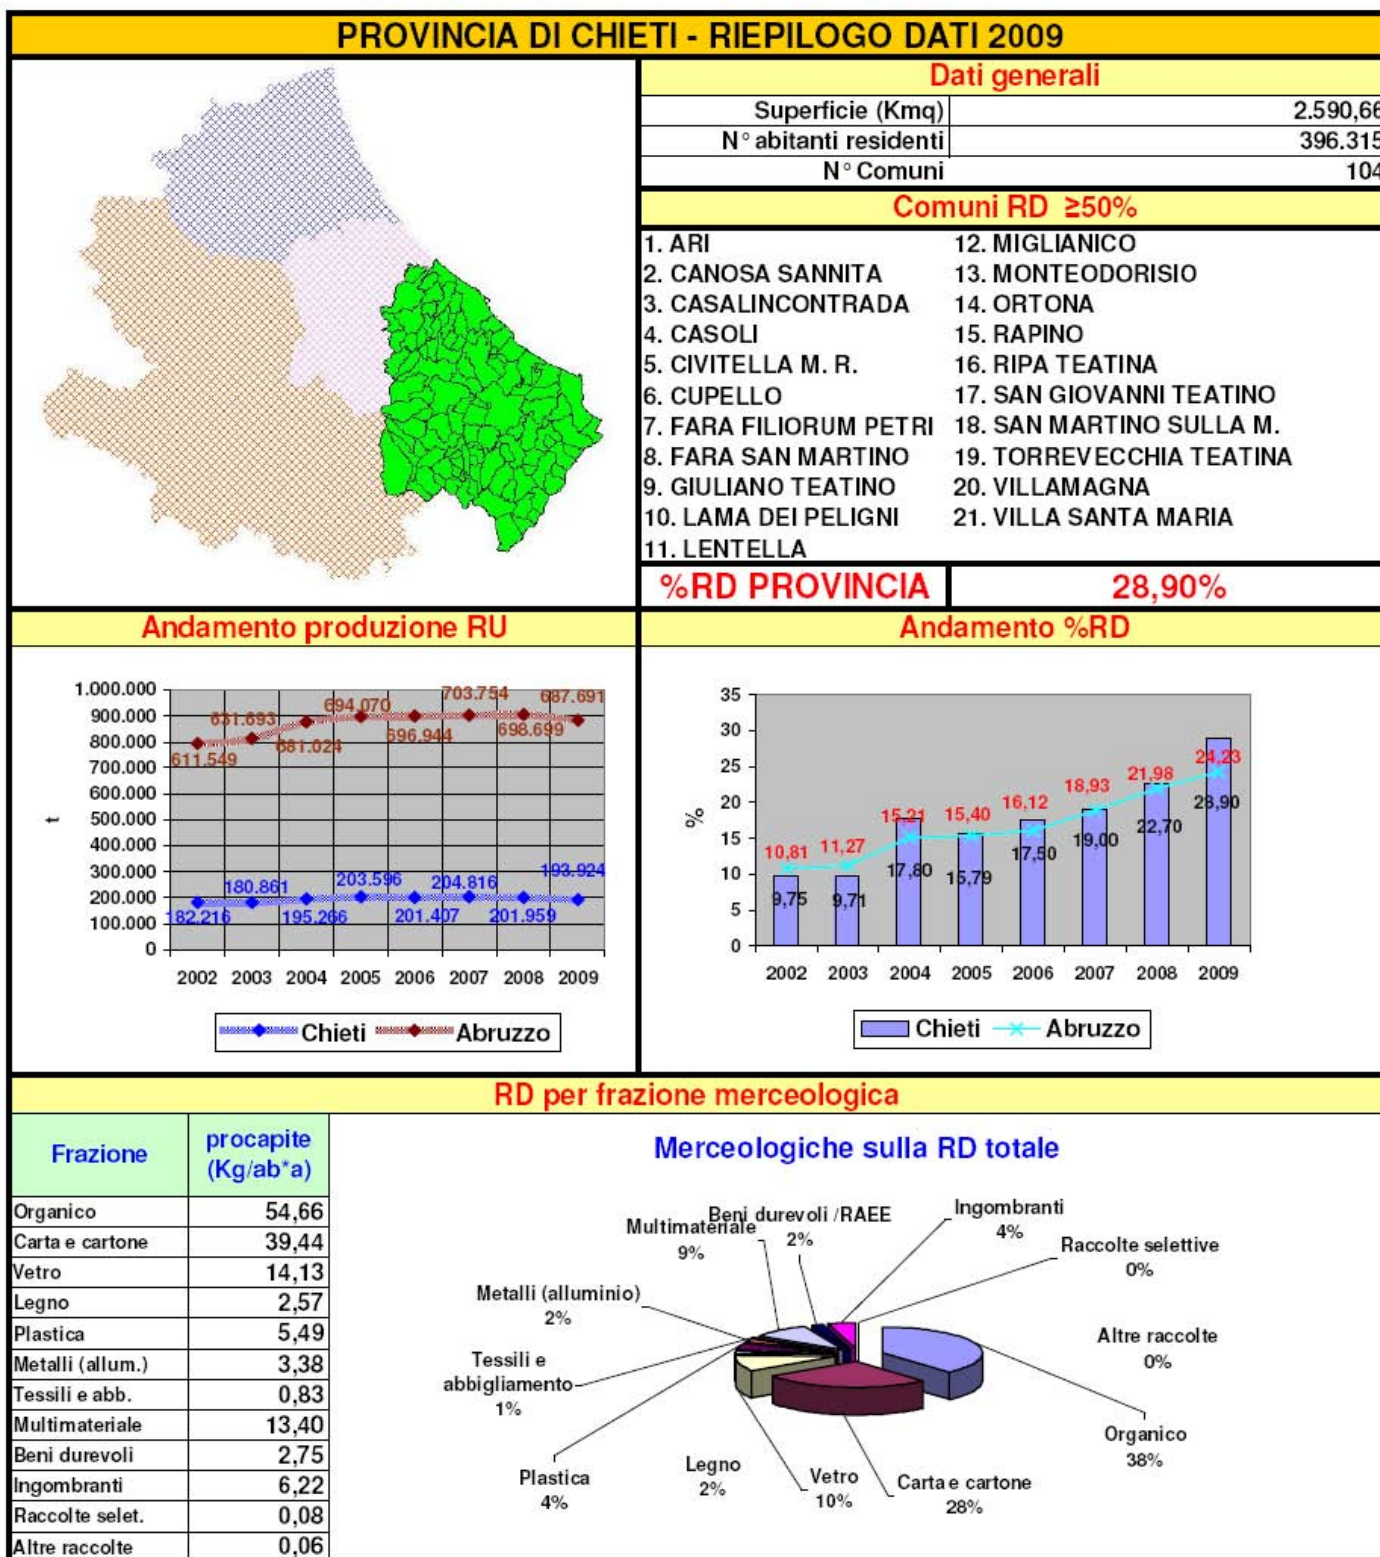 PROVINCIA DI CHIETI - RIEPILOGO DATI 2009
Dati generali
Superficie (Kmq) 2.590,66
N° abitanti residenti 396.315
N° Comuni 104
Comuni RD ≥50%
1. ARI
2. CANOSA SANNITA
3. CASALINCONTRADA
4. CASOLI
5. CIVITELLA M. R.
6. CUPELLO
7. FARA FILIORUM PETRI
8. FARA SAN MARTINO
9. GIULIANO TEATINO
10. LAMA DEI PELIGNI
11. LENTELLA
12. MIGLIANICO
13. MONTEODORISIO
14. ORTONA
15. RAPINO
16. RIPA TEATINA
17. SAN GIOVANNI TEATINO
18. SAN MARTINO SULLA M.
19. TORREVECCHIA TEATINA
20. VILLAMAGNA
21. VILLA SANTA MARIA
%RD PROVINCIA 28,90%
Andamento produzione RU
1.000.000
900.000
800.000
700.000
600.000
500.000
400.000
300.000
200.000
100.000
0
t
611.549
631.693
681.024
694.070
696.944
703.754
698.699
687.691
182.216
180.861
195.266
203.596
201.407
204.816
201.959
193.924
2002 2003 2004 2005 2006 2007 2008 2009
Chieti Abruzzo
Andamento %RD
35
30
25
20
15
10
5
0
%
10,81
11,27
15,21
15,40
16,12
18,93
21,98
24,23
9,75
9,71
17,80
15,79
17,50
19,00
22,70
28,90
2002 2003 2004 2005 2006 2007 2008 2009
Chieti Abruzzo
RD per frazione merceologica
Frazione procapite (Kg/ab*a)
Organico 54,66
Carta e cartone 39,44
Vetro 14,13
Legno 2,57
Plastica 5,49
Metalli (allum.) 3,38
Tessili e abb. 0,83
Multimateriale 13,40
Beni durevoli 2,75
Ingombranti 6,22
Raccolte selet. 0,08
Altre raccolte 0,06
Merceologiche sulla RD totale
Beni durevoli /RAEE
2%
Ingombranti
4%
Multimateriale
9%
Raccolte selettive
0%
Metalli (alluminio)
2%
Altre raccolte
0%
Tessili e
abbigliamento
1%
Organico
38%
Plastica
4%
Legno
2%
Vetro
10%
Carta e cartone
28%